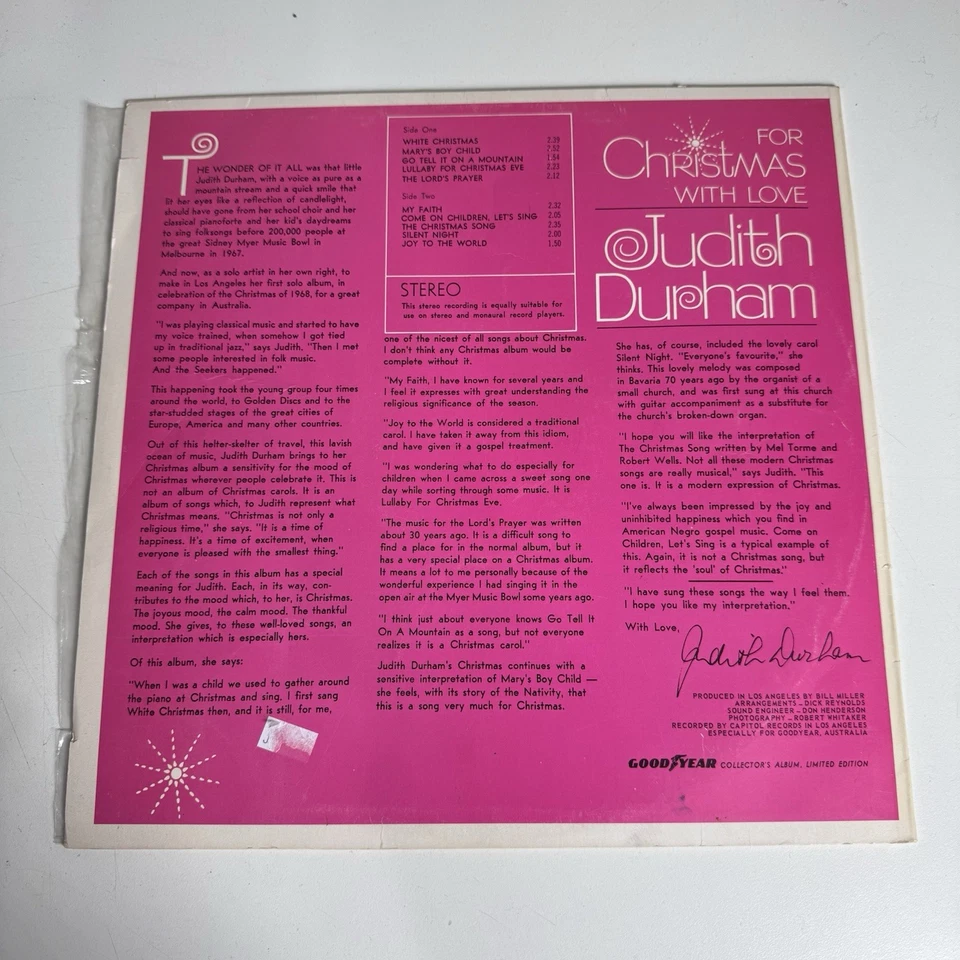 THE WONDER OF IT ALL was that little
Judith Durham, with a voice as pure as a
mountain stream and a quick smile that
lit her eyes like a reflection of candlelight,
should have gone from her school choir and her
classical pianoforte and her kid's daydreams
to sing folksongs before 200,000 people at
the great Sidney Myer Music Bowl in
Melbourne in 1967.
And now, as a solo artist in her own right, to
make in Los Angeles her first solo album, in
celebration of the Christmas of 1968, for a great
company in Australia.
"I was playing classical music and started to have
my voice trained, when somehow I got tied
up in traditional jazz," says Judith. "Then I met
some people interested in folk music.
And the Seekers happened."
This happening took the young group four times
around the world, to Golden Discs and to the
star-studded stages of the great cities of
Europe, America and many other countries.
Out of this helter-skelter of travel, this lavish
ocean of music, Judith Durham brings to her
Christmas album a sensitivity for the mood of
Christmas wherever people celebrate it. This is
not an album of Christmas carols. It is an
album of songs which, to Judith represent what
Christmas means. "Christmas is not only a
religious time," she says. "It is a time of
happiness. It's a time of excitement, when
everyone is pleased with the smallest thing."
Each of the songs in this album has a special
meaning for Judith. Each, in its way, con-
tributes to the mood which, to her, is Christmas.
The joyous mood, the calm mood. The thankful
mood. She gives, to these well-loved songs, an
interpretation which is especially hers.
Of this album, she says:
"When I was a child we used to gather around
the piano at Christmas and sing. I first sang
White Christmas then, and it is still, for me,
Side One
WHITE CHRISTMAS 2.39
MARY'S BOY CHILD 2.52
GO TELL IT ON A MOUNTAIN 1.54
LULLABY FOR CHRISTMAS EVE 2.23
THE LORD'S PRAYER 2.12
Side Two
MY FAITH 2.32
COME ON CHILDREN, LET'S SING 2.05
THE CHRISTMAS SONG 2.35
SILENT NIGHT 2.00
JOY TO THE WORLD 1.50
STEREO
This stereo recording is equally suitable for
use on stereo and monaural record players.
one of the nicest of all songs about Christmas.
I don't think any Christmas album would be
complete without it.
"My Faith, I have known for several years and
I feel it expresses with great understanding the
religious significance of the season.
"Joy to the World is considered a traditional
carol. I have taken it away from this idiom,
and have given it a gospel treatment.
"I was wondering what to do especially for
children when I came across a sweet song one
day while sorting through some music. It is
Lullaby For Christmas Eve.
"The music for the Lord's Prayer was written
about 30 years ago. It is a difficult song to
find a place for in the normal album, but it
has a very special place on a Christmas album.
It means a lot to me personally because of the
wonderful experience I had singing it in the
open air at the Myer Music Bowl some years ago.
"I think just about everyone knows Go Tell It
On A Mountain as a song, but not everyone
realizes it is a Christmas carol."
Judith Durham's Christmas continues with a
sensitive interpretation of Mary's Boy Child —
she feels, with its story of the Nativity, that
this is a song very much for Christmas.
FOR
Christmas
WITH LOVE
Judith
Durham
She has, of course, included the lovely carol
Silent Night. "Everyone's favourite," she
thinks. This lovely melody was composed
in Bavaria 70 years ago by the organist of a
small church, and was first sung at this church
with guitar accompaniment as a substitute for
the church's broken-down organ.
"I hope you will like the interpretation of
The Christmas Song written by Mel Torme and
Robert Wells. Not all these modern Christmas
songs are really musical," says Judith. "This
one is. It is a modern expression of Christmas.
"I've always been impressed by the joy and
uninhibited happiness which you find in
American Negro gospel music. Come on
Children, Let's Sing is a typical example of
this. Again, it is not a Christmas song, but
it reflects the 'soul' of Christmas."
"I have sung these songs the way I feel them.
I hope you like my interpretation."
With Love,
Judith Durham
PRODUCED IN LOS ANGELES BY BILL MILLER
ARRANGEMENTS – DICK REYNOLDS
SOUND ENGINEER – DON HENDERSON
PHOTOGRAPHY – ROBERT WHITAKER
RECORDED BY CAPITOL RECORDS IN LOS ANGELES
ESPECIALLY FOR GOODYEAR, AUSTRALIA
GOODYEAR COLLECTOR'S ALBUM, LIMITED EDITION